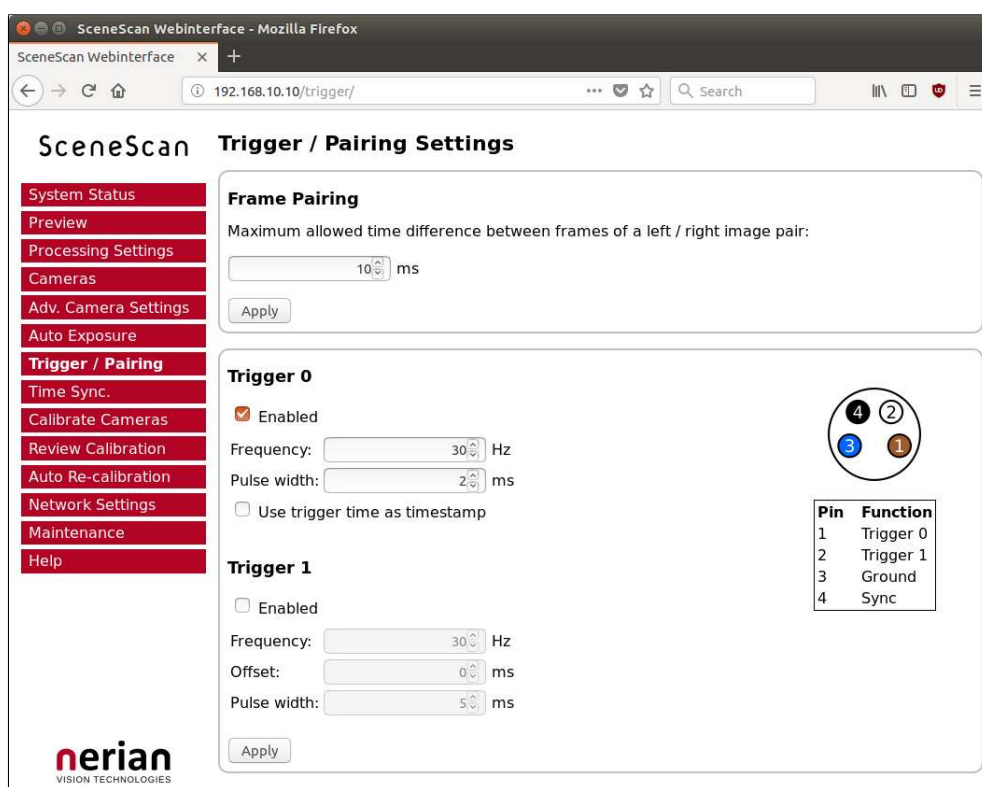 SceneScan Webinterface - Mozilla Firefox
SceneScan Webinterface
192.168.10.10/trigger/
Search
SceneScan
System Status
Preview
Processing Settings
Cameras
Adv. Camera Settings
Auto Exposure
Trigger / Pairing
Time Sync.
Calibrate Cameras
Review Calibration
Auto Re-calibration
Network Settings
Maintenance
Help
nerian
VISION TECHNOLOGIES
Trigger / Pairing Settings
Frame Pairing
Maximum allowed time difference between frames of a left / right image pair:
10 ms
Apply
Trigger 0
Enabled
Frequency: 30 Hz
Pulse width: 2 ms
Use trigger time as timestamp
Trigger 1
Enabled
Frequency: 30 Hz
Offset: 0 ms
Pulse width: 5 ms
Apply
4 2
3 1
Pin Function
1 Trigger 0
2 Trigger 1
3 Ground
4 Sync